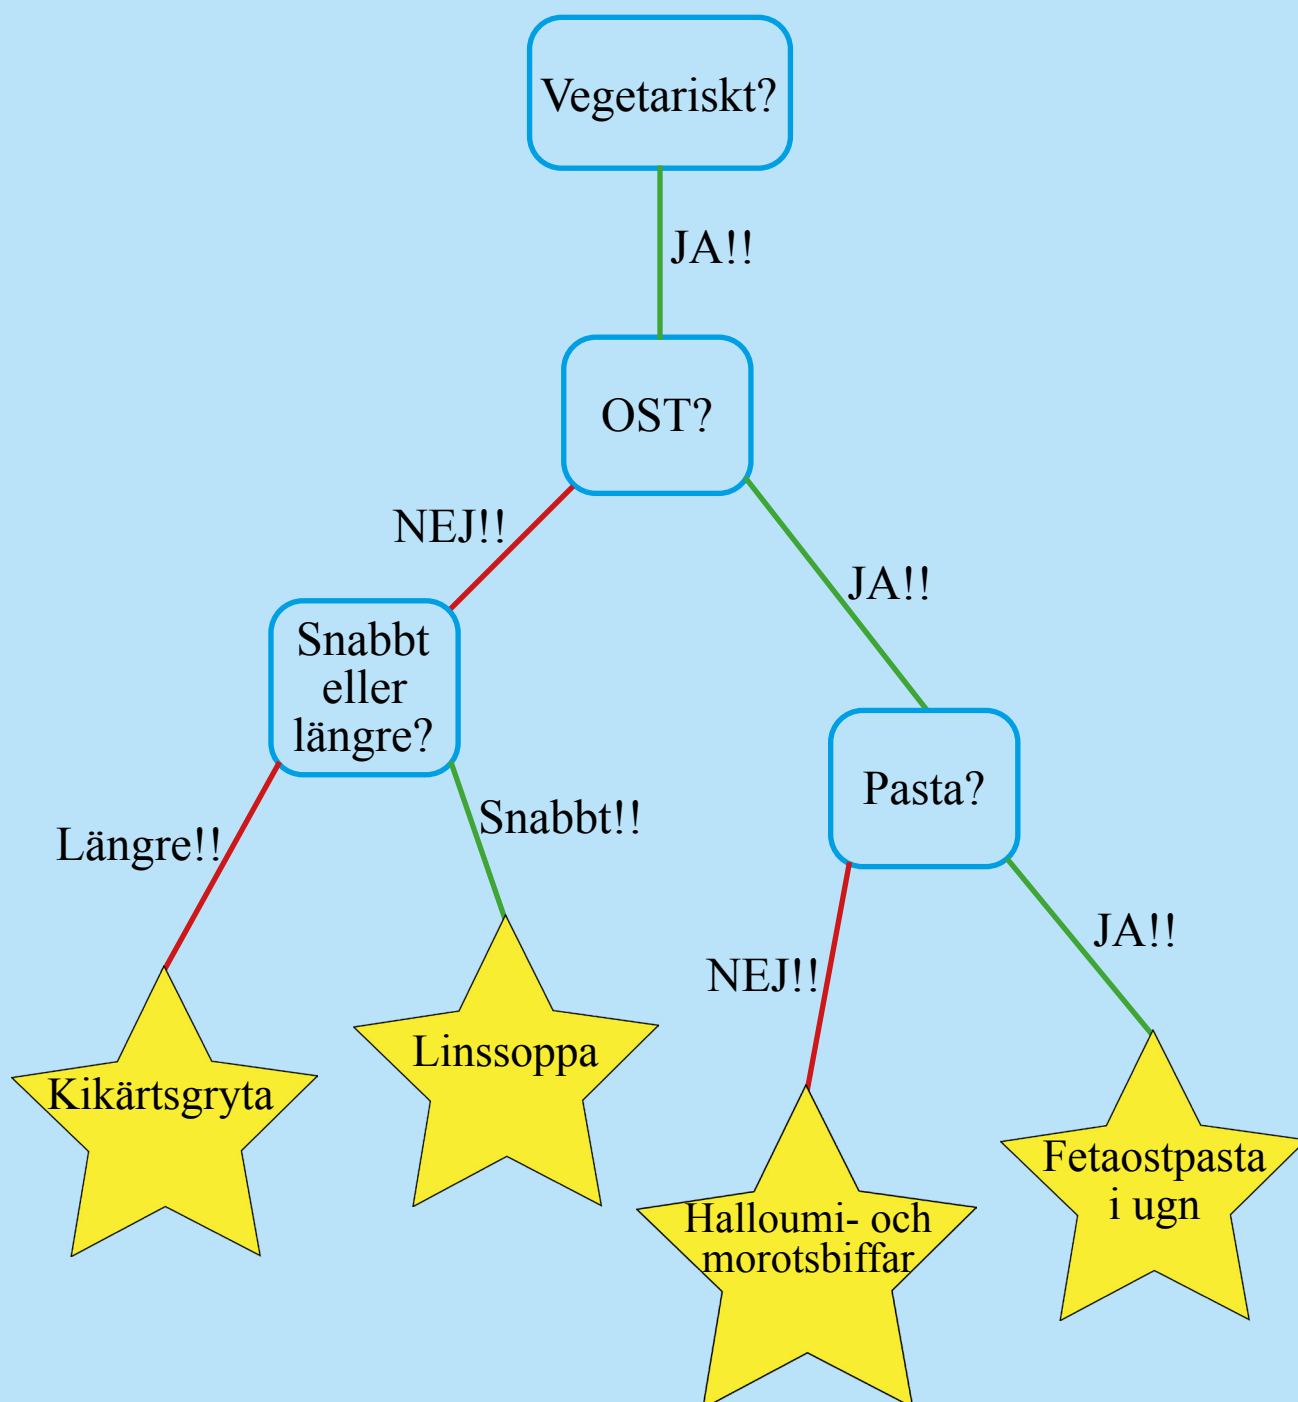 Vegetariskt?
JA!!
OST?
NEJ!!
JA!!
Snabbt
eller
längre?
Pasta?
Längre!!
Snabbt!!
NEJ!!
JA!!
Kikärtsgryta
Linssoppa
Halloumi- och
morotsbiffar
Fetaostpasta
i ugn